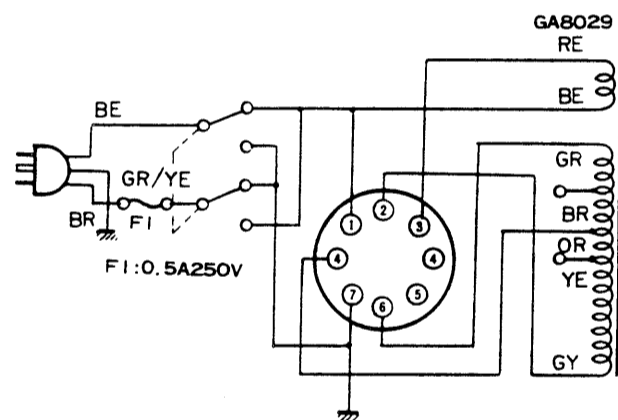 GA8029
RE
BE
BE
GR
GR/YE
BR
F1
BR
OR
YE
F1:0.5A250V
GY
1
2
3
4
4
7
6
5